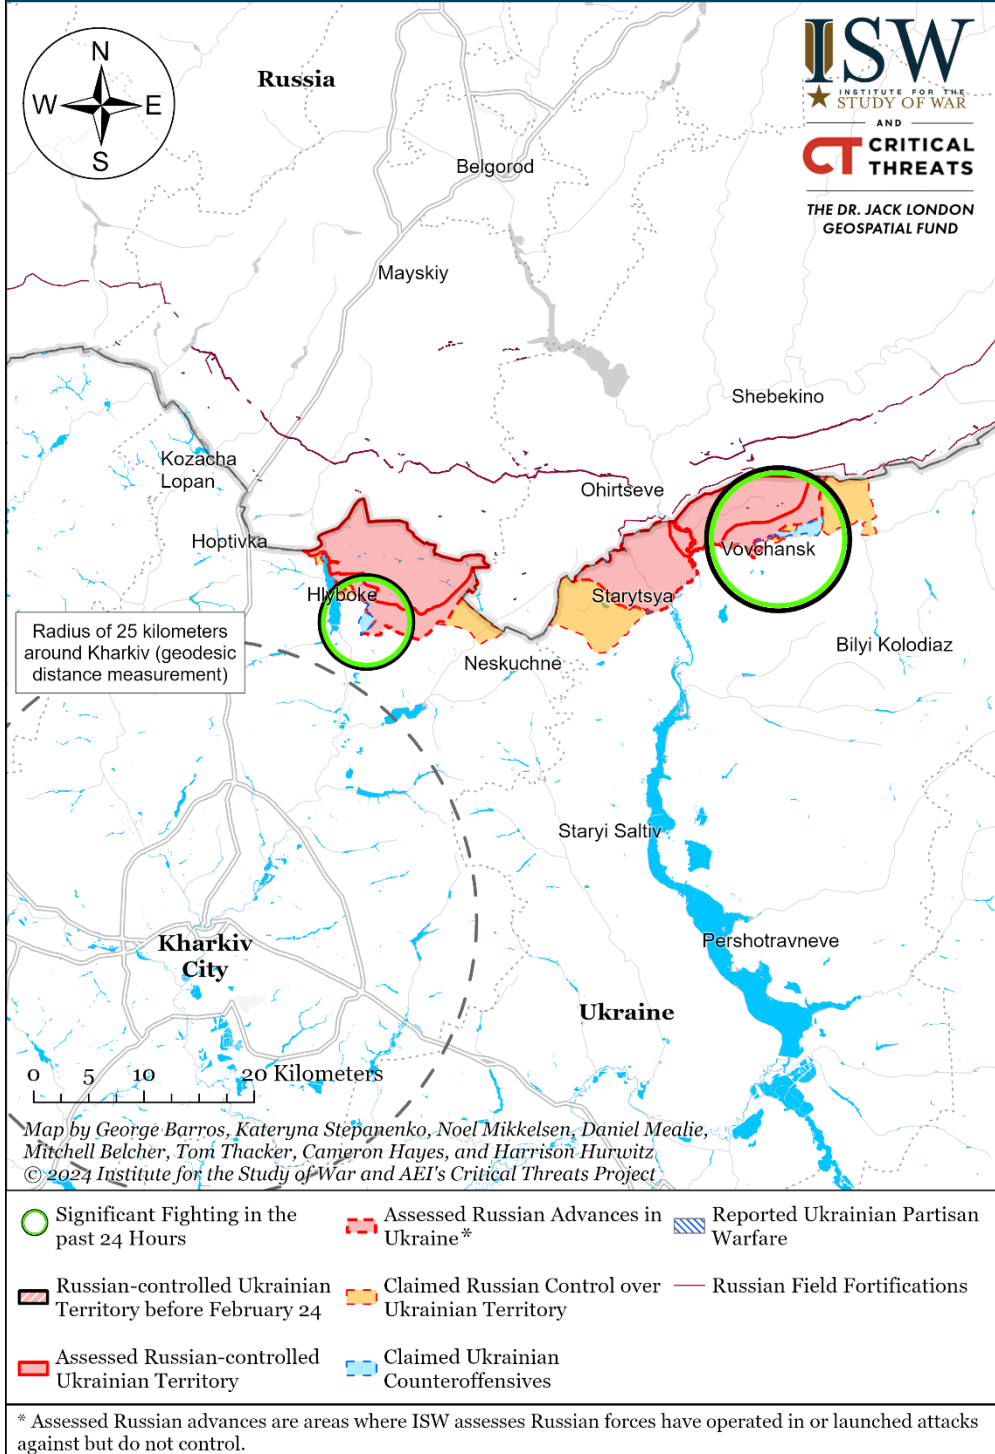 N
W
E
S
Russia
ISW
INSTITUTE FOR THE
STUDY OF WAR
AND
CT CRITICAL
THREATS
THE DR. JACK LONDON
GEOSPATIAL FUND
Belgorod
Mayskiy
Shebekino
Kozacha
Lopan
Ohirtseve
Hoptivka
Vovchansk
Hlyboke
Starytsya
Radius of 25 kilometers
around Kharkiv (geodesic
distance measurement)
Neskuchne
Bilyi Kolodiaz
Staryi Saltiv
Kharkiv
City
Pershotravneve
Ukraine
0 5 10 20 Kilometers
Map by George Barros, Kateryna Stepanenko, Noel Mikkelsen, Daniel Mealie,
Mitchell Belcher, Tom Thacker, Cameron Hayes, and Harrison Hurwitz
© 2024 Institute for the Study of War and AEI's Critical Threats Project
Significant Fighting in the
past 24 Hours
Russian-controlled Ukrainian
Territory before February 24
Assessed Russian-controlled
Ukrainian Territory
Assessed Russian Advances in
Ukraine*
Claimed Russian Control over
Ukrainian Territory
Claimed Ukrainian
Counteroffensives
Reported Ukrainian Partisan
Warfare
Russian Field Fortifications
* Assessed Russian advances are areas where ISW assesses Russian forces have operated in or launched attacks
against but do not control.